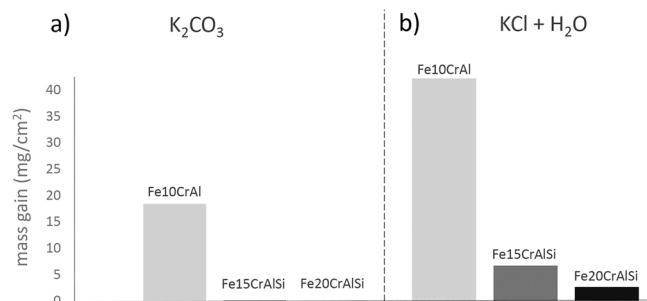 a)
K₂CO₃
b)
KCl + H₂O
mass gain (mg/cm²)
40
35
30
25
20
15
10
5
0
Fe10CrAl
Fe15CrAlSi
Fe20CrAlSi
Fe10CrAl
Fe15CrAlSi
Fe20CrAlSi